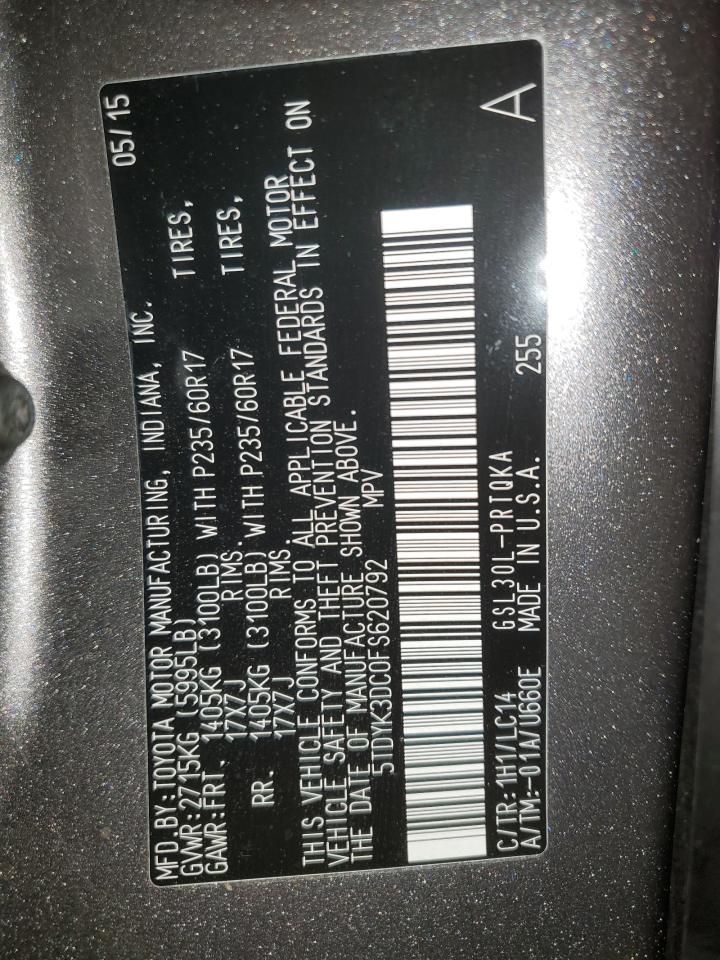 MFD.BY:TOYOTA MOTOR MANUFACTURING, INDIANA, INC. 05/15
GVWR:2715KG (5995LB)
GAWR:FRT. 1405KG (3100LB) WITH P235/60R17 TIRES,
17X7J RIMS.
RR. 1405KG (3100LB) WITH P235/60R17 TIRES,
17X7J RIMS.
THIS VEHICLE CONFORMS TO ALL APPLICABLE FEDERAL MOTOR
VEHICLE SAFETY AND THEFT PREVENTION STANDARDS IN EFFECT ON
THE DATE OF MANUFACTURE SHOWN ABOVE.
5TDYK3DC0FS620792 MPV
C/TR:1H1/LC14 GSL30L-PRTQKA A
A/TM:-01A/U660E MADE IN U.S.A. 255